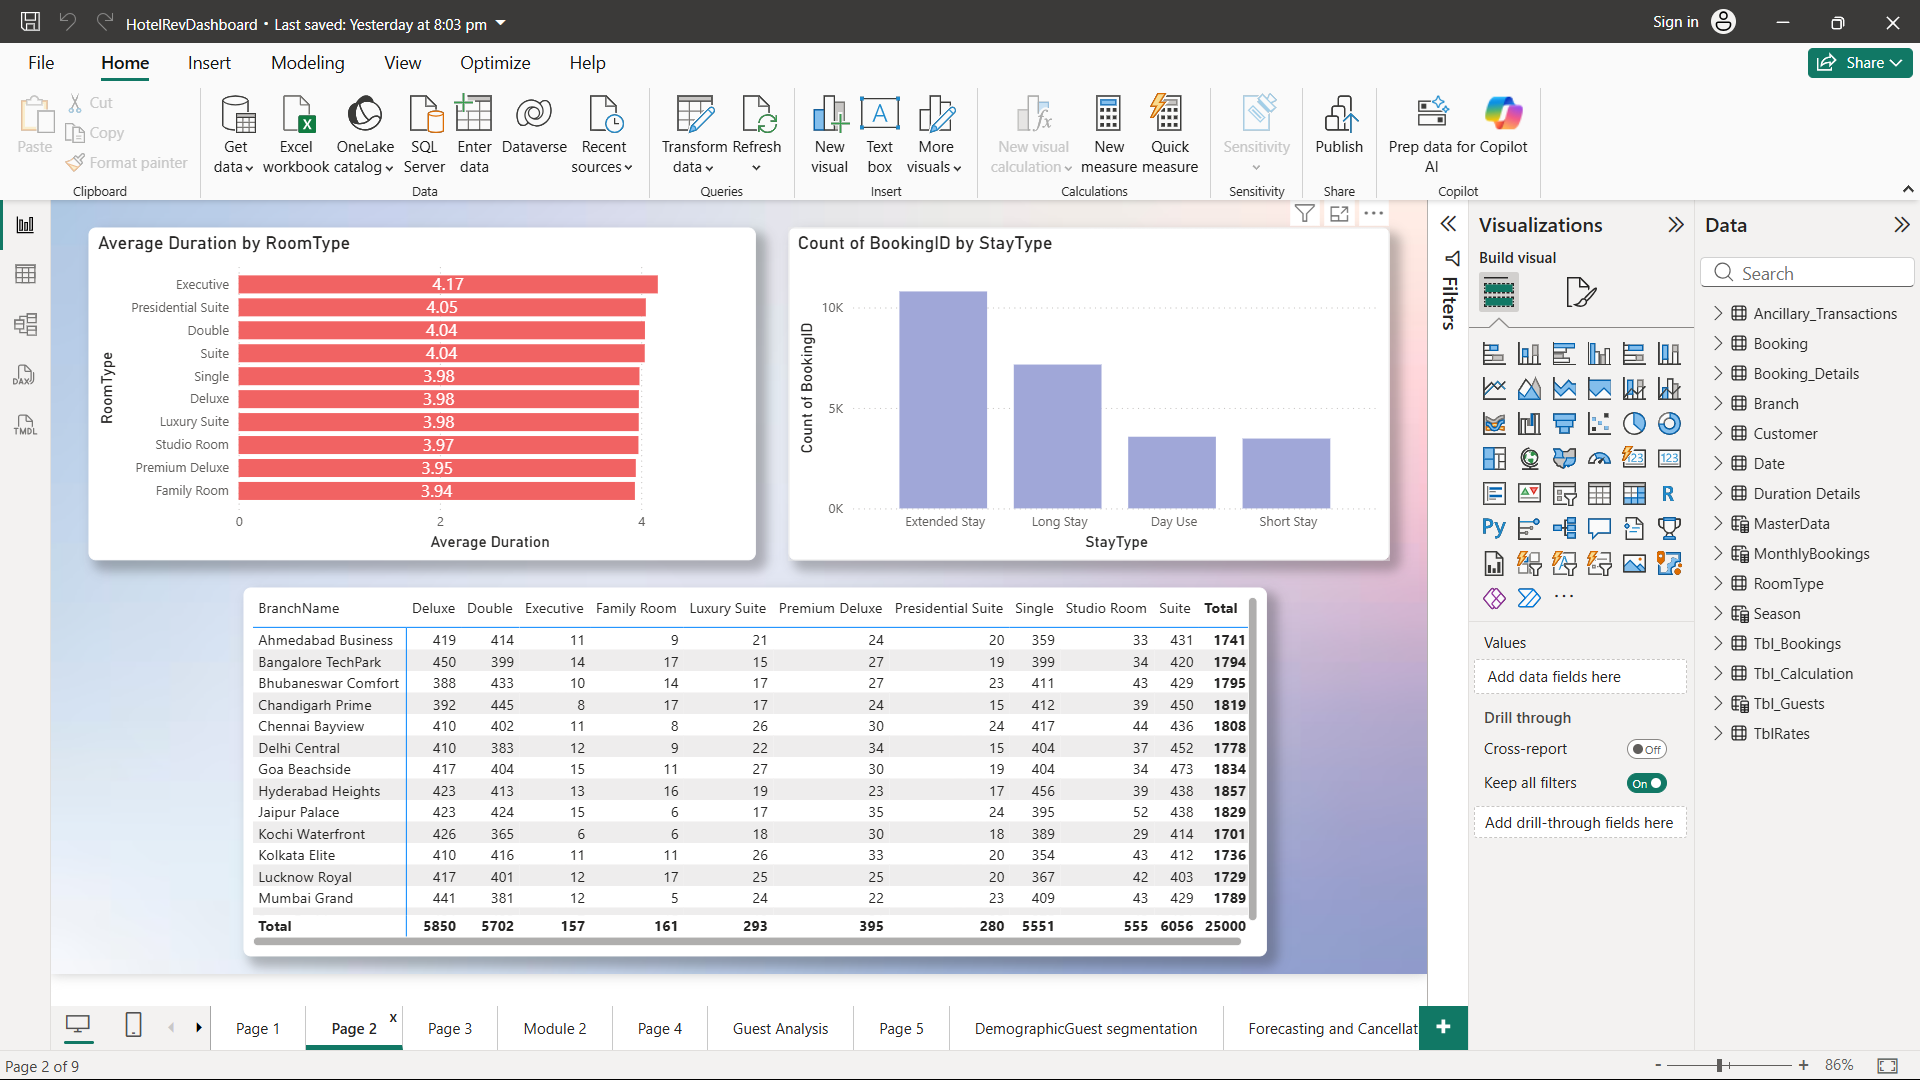 HotelRevDashboard • Last saved: Yesterday at 8:03 pm
Sign in
File Home Insert Modeling View Optimize Help
Share
Paste
Cut
Copy
Format painter
Clipboard
Get data
Excel workbook
OneLake catalog
SQL Server
Enter data
Dataverse
Recent sources
Data
Transform data
Refresh
Queries
New visual
Text box
More visuals
Insert
New visual calculation
New measure
Quick measure
Calculations
Sensitivity
Sensitivity
Publish
Share
Prep data for AI
Copilot
Copilot
DAX
TMDL
Average Duration by RoomType
RoomType
Executive 4.17
Presidential Suite 4.05
Double 4.04
Suite 4.04
Single 3.98
Deluxe 3.98
Luxury Suite 3.98
Studio Room 3.97
Premium Deluxe 3.95
Family Room 3.94
0 2 4
Average Duration
Count of BookingID by StayType
Count of BookingID
10K
5K
0K
Extended Stay Long Stay Day Use Short Stay
StayType
BranchName Deluxe Double Executive Family Room Luxury Suite Premium Deluxe Presidential Suite Single Studio Room Suite Total
Ahmedabad Business 419 414 11 9 21 24 20 359 33 431 1741
Bangalore TechPark 450 399 14 17 15 27 19 399 34 420 1794
Bhubaneswar Comfort 388 433 10 14 17 27 23 411 43 429 1795
Chandigarh Prime 392 445 8 17 17 24 15 412 39 450 1819
Chennai Bayview 410 402 11 8 26 30 24 417 44 436 1808
Delhi Central 410 383 12 9 22 34 15 404 37 452 1778
Goa Beachside 417 404 15 11 27 30 19 404 34 473 1834
Hyderabad Heights 423 413 13 16 19 23 17 456 39 438 1857
Jaipur Palace 423 424 15 6 17 35 24 395 52 438 1829
Kochi Waterfront 426 365 6 6 18 30 18 389 29 414 1701
Kolkata Elite 410 416 11 11 26 33 20 354 43 412 1736
Lucknow Royal 417 401 12 17 25 25 20 367 42 403 1729
Mumbai Grand 441 381 12 5 24 22 23 409 43 429 1789
Total 5850 5702 157 161 293 395 280 5551 555 6056 25000
Filters
Visualizations
Build visual
123
123
R
Py
Values
Add data fields here
Drill through
Cross-report Off
Keep all filters On
Add drill-through fields here
Data
Search
Ancillary_Transactions
Booking
Booking_Details
Branch
Customer
Date
Duration Details
MasterData
MonthlyBookings
RoomType
Season
Tbl_Bookings
Tbl_Calculation
Tbl_Guests
TblRates
Page 1
Page 2 x
Page 3
Module 2
Page 4
Guest Analysis
Page 5
DemographicGuest segmentation
Forecasting and Cancellat
+
Page 2 of 9
- + 86%